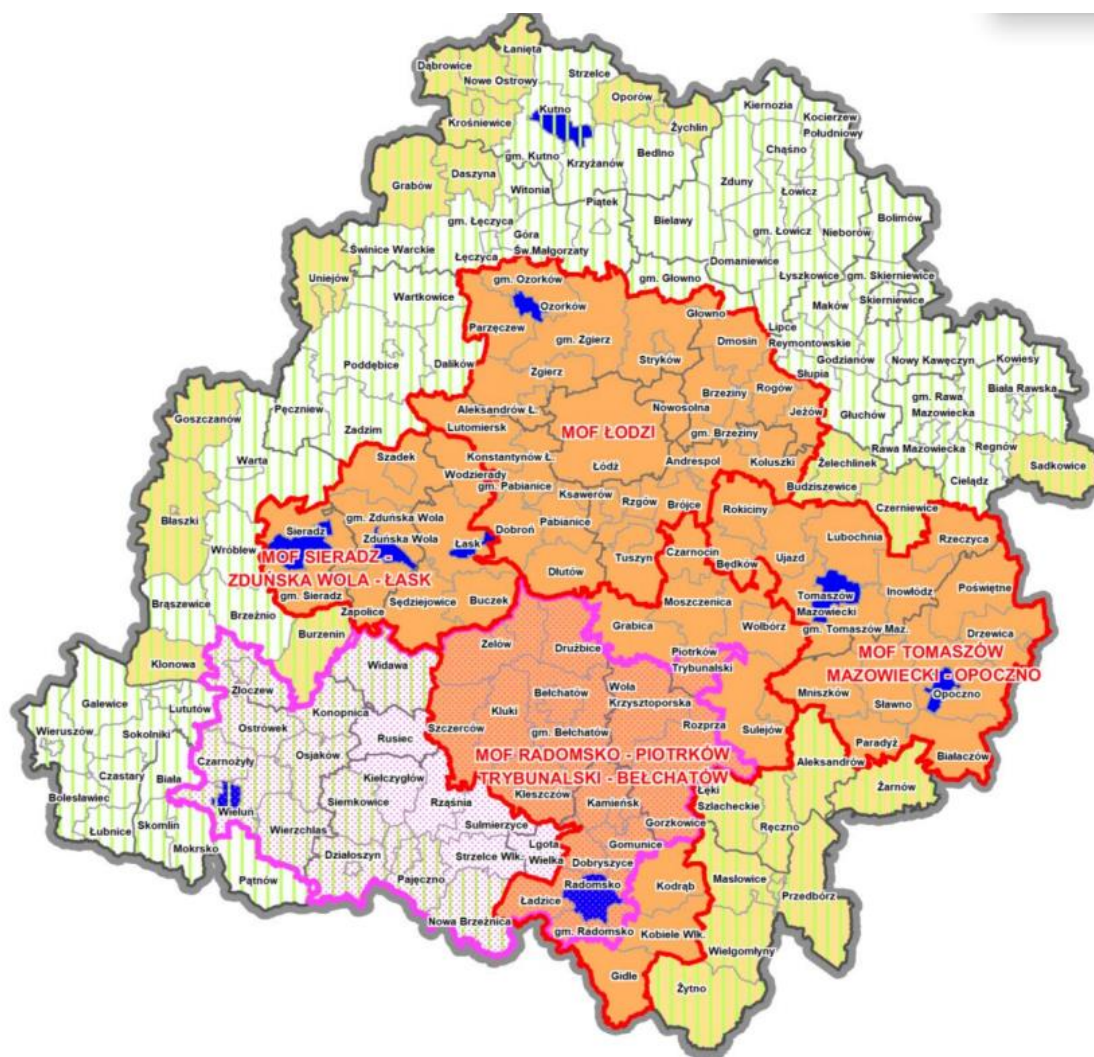 Łanięta
Dąbrowice
Strzelce
Nowe Ostrowy
Oporów
Kutno
Kiernozia
Kocierzew
Południowy
Krośniewice
Żychlin
Chąśno
gm. Kutno
Krzyżanów
Bedlno
Daszyna
Grabów
Zduny
Łowicz
Witonia
Piątek
Bielawy
Bolimów
gm. Łęczyca
gm. Łowicz
Nieborów
Góra
Św.Małgorzaty
Świnice Warckie
Łęczyca
Domaniewice
Uniejów
gm. Ozorków
gm. Głowno
Łyszkowice
gm. Skierniewice
Wartkowice
Ozorków
Skierniewice
Maków
Głowno
Parzęczew
Dmosin
Lipce
Reymontowskie
gm. Zgierz
Stryków
Godzianów
Nowy Kawęczyn
Kowiesy
Poddębice
Dalików
Zgierz
Słupia
Biała Rawska
Rogów
Brzeziny
gm. Rawa
Mazowiecka
Pęczniew
Aleksandrów Ł.
Nowosolna
Jeżów
Goszczanów
Lutomiersk
MOF ŁODZI
gm. Brzeziny
Głuchów
Zadzim
Rawa Mazowiecka
Regnów
Szadek
Konstantynów Ł.
Łódź
Andrespol
Koluszki
Żelechlinek
Sadkowice
Warta
Wodzierady
Cielądz
gm. Pabianice
Budziszewice
Ksawerów
Rzgów
Brójce
Rokiciny
Czerniewice
Błaszki
gm. Zduńska Wola
Sieradz
Zduńska Wola
Łask
Dobroń
Pabianice
Lubochnia
Rzeczyca
Wróblew
MOF SIERADZ -
ZDUŃSKA WOLA - ŁASK
Tuszyn
Czarnocin
Ujazd
Będków
Dłutów
Brąszewice
gm. Sieradz
Sędziejowice
Buczek
Moszczenica
Tomaszów
Mazowiecki
Inowłódz
Poświętne
Brzeźnio
Zapolice
Grabica
Wolbórz
gm. Tomaszów Maz.
Drzewica
Burzenin
Zelów
Drużbice
Piotrków
Trybunalski
MOF TOMASZÓW
MAZOWIECKI - OPOCZNO
Klonowa
Widawa
Złoczew
Bełchatów
Wola
Krzysztoporska
Mniszków
Opoczno
Galewice
Lututów
Konopnica
Kluki
Sławno
Ostrówek
Szczerców
gm. Bełchatów
Rozprza
Sulejów
Wieruszów
Sokolniki
Rusiec
Paradyż
Osjaków
MOF RADOMSKO - PIOTRKÓW
TRYBUNALSKI - BEŁCHATÓW
Białaczów
Czarnożyły
Aleksandrów
Czastary
Biała
Kiełczygłów
Kleszczów
Łęki
Szlacheckie
Żarnów
Bolesławiec
Wieluń
Siemkowice
Rząśnia
Kamieńsk
Łubnice
Skomlin
Wierzchlas
Sulmierzyce
Gorzkowice
Ręczno
Mokrsko
Działoszyn
Strzelce Wlk.
Lgota
Wielka
Gomunice
Dobryszyce
Pątnów
Pajęczno
Radomsko
Kodrąb
Masłowice
Przedbórz
Ładzice
Nowa Brzeźnica
gm. Radomsko
Kobiele Wlk.
Wielgomłyny
Gidle
Żytno